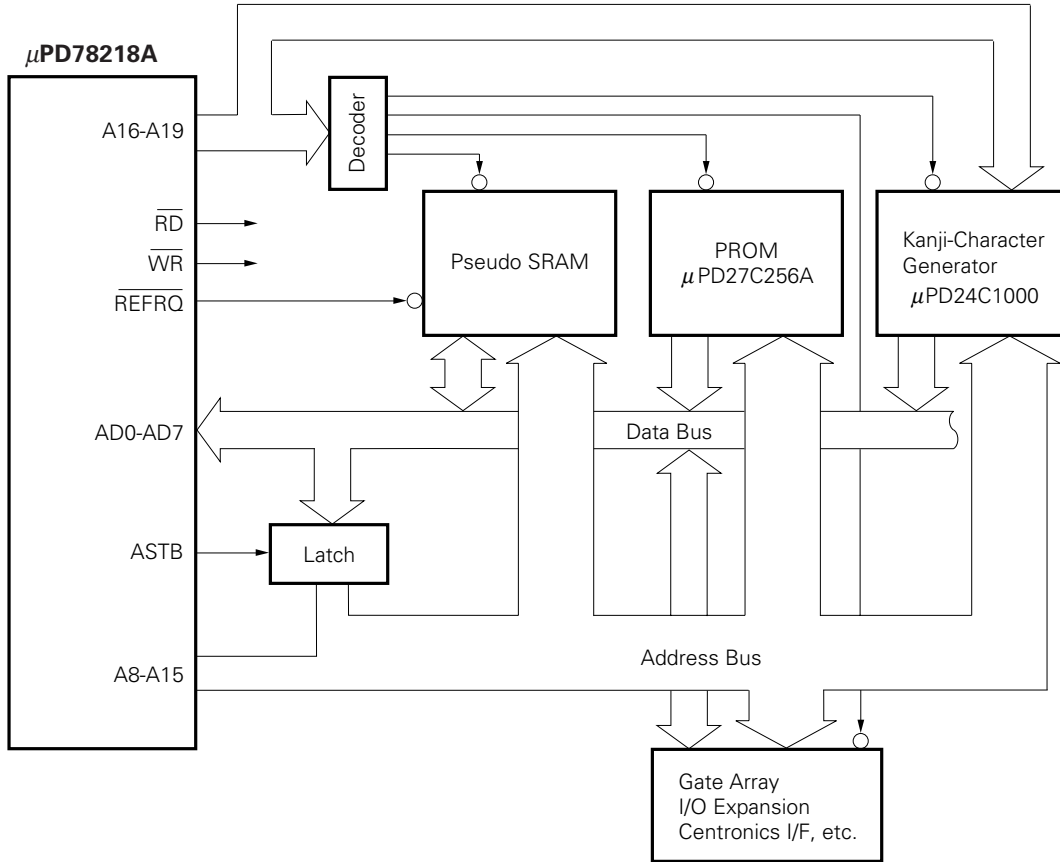 μPD78218A
A16-A19
Decoder
RD
WR
REFRQ
Pseudo SRAM
PROM
μPD27C256A
Kanji-Character
Generator
μPD24C1000
AD0-AD7
Data Bus
ASTB
Latch
A8-A15
Address Bus
Gate Array
I/O Expansion
Centronics I/F, etc.